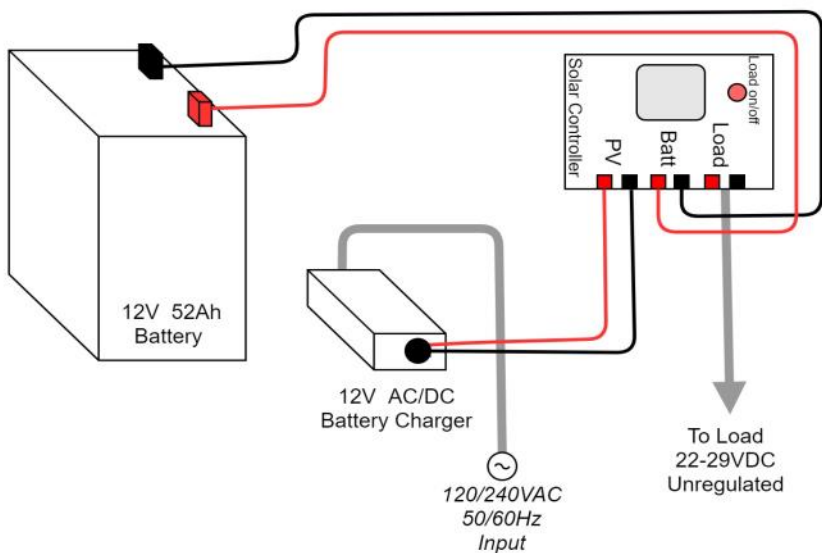 Solar Controller
Load on/off
PV
Batt
Load
12V 52Ah
Battery
12V AC/DC
Battery Charger
To Load
22-29VDC
Unregulated
120/240VAC
50/60Hz
Input